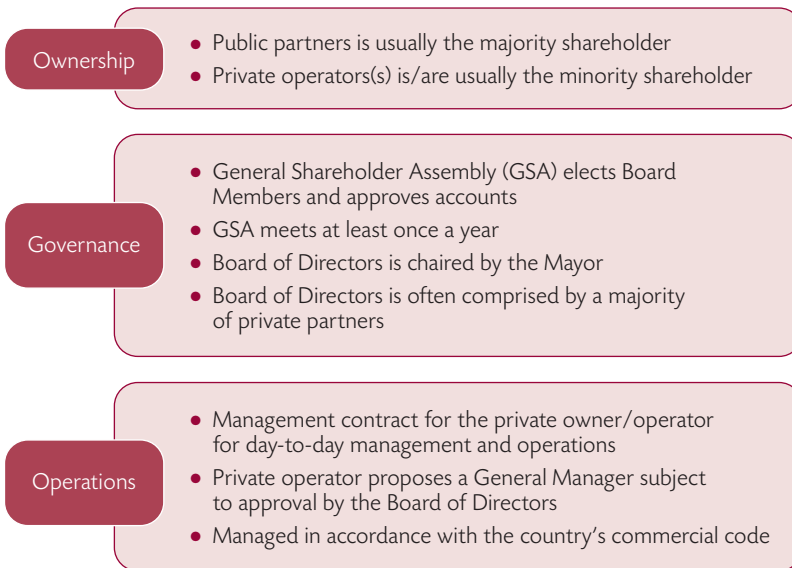 Ownership
● Public partners is usually the majority shareholder
● Private operators(s) is/are usually the minority shareholder
Governance
● General Shareholder Assembly (GSA) elects Board
Members and approves accounts
● GSA meets at least once a year
● Board of Directors is chaired by the Mayor
● Board of Directors is often comprised by a majority
of private partners
Operations
● Management contract for the private owner/operator
for day-to-day management and operations
● Private operator proposes a General Manager subject
to approval by the Board of Directors
● Managed in accordance with the country’s commercial code